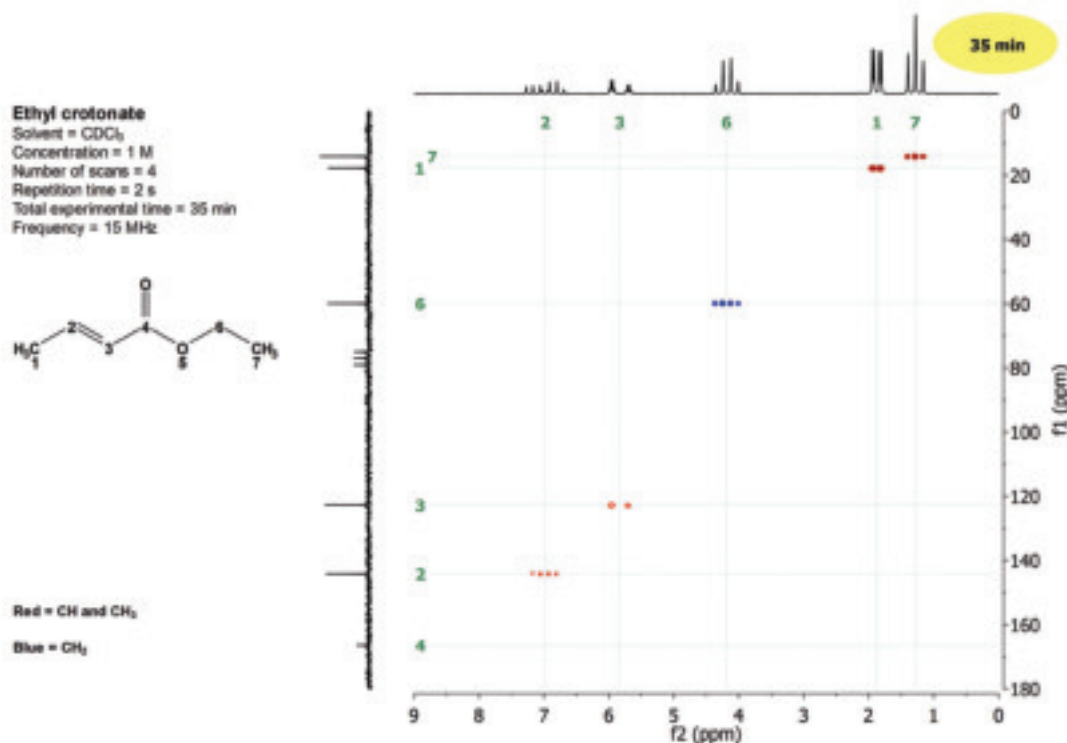 35 min
Ethyl crotonate
Solvent = CDCl₃
Concentration = 1 M
Number of scans = 4
Repetition time = 2 s
Total experimental time = 35 min
Frequency = 15 MHz
O
H₃C 1 2 3 4 O 5 6 CH₃ 7
Red = CH and CH₃
Blue = CH₂
2 3 6 1 7
7
1
6
3
2
4
0
20
40
60
80
100
120
140
160
180
f1 (ppm)
9 8 7 6 5 4 3 2 1 0
f2 (ppm)